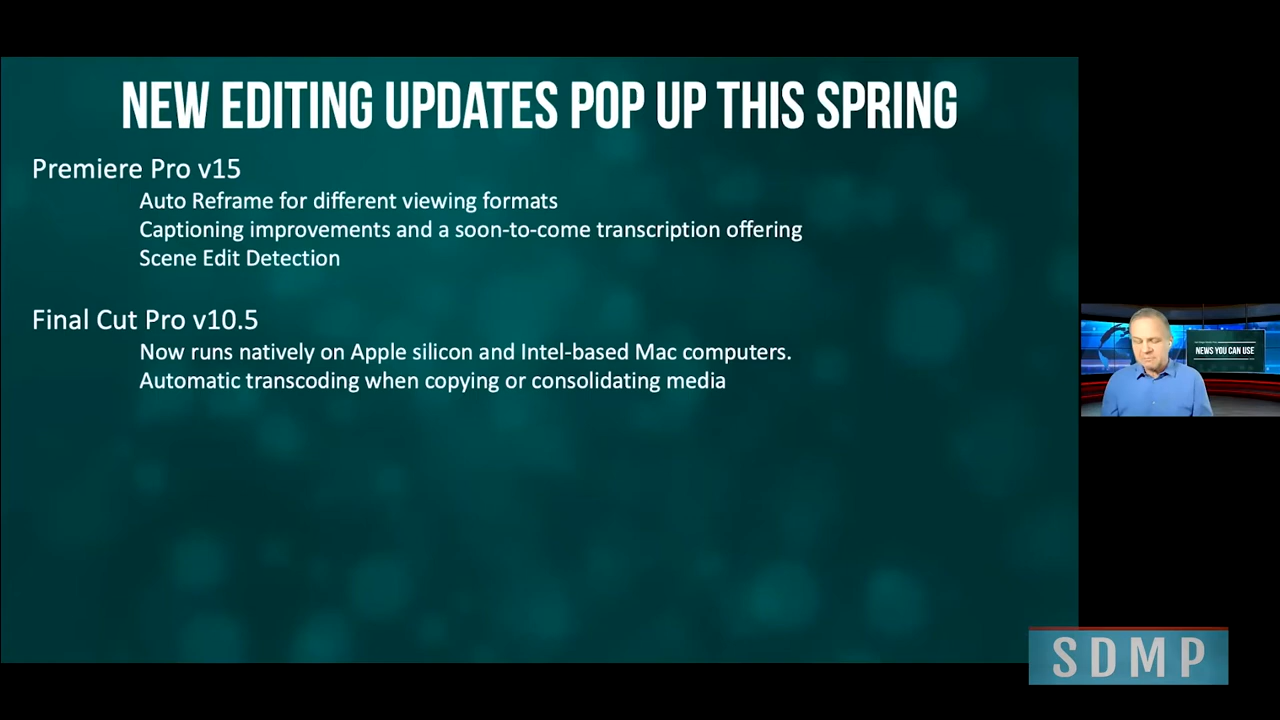 NEW EDITING UPDATES POP UP THIS SPRING
Premiere Pro v15
Auto Reframe for different viewing formats
Captioning improvements and a soon-to-come transcription offering
Scene Edit Detection
Final Cut Pro v10.5
Now runs natively on Apple silicon and Intel-based Mac computers.
Automatic transcoding when copying or consolidating media
NEWS YOU CAN USE
SDMP